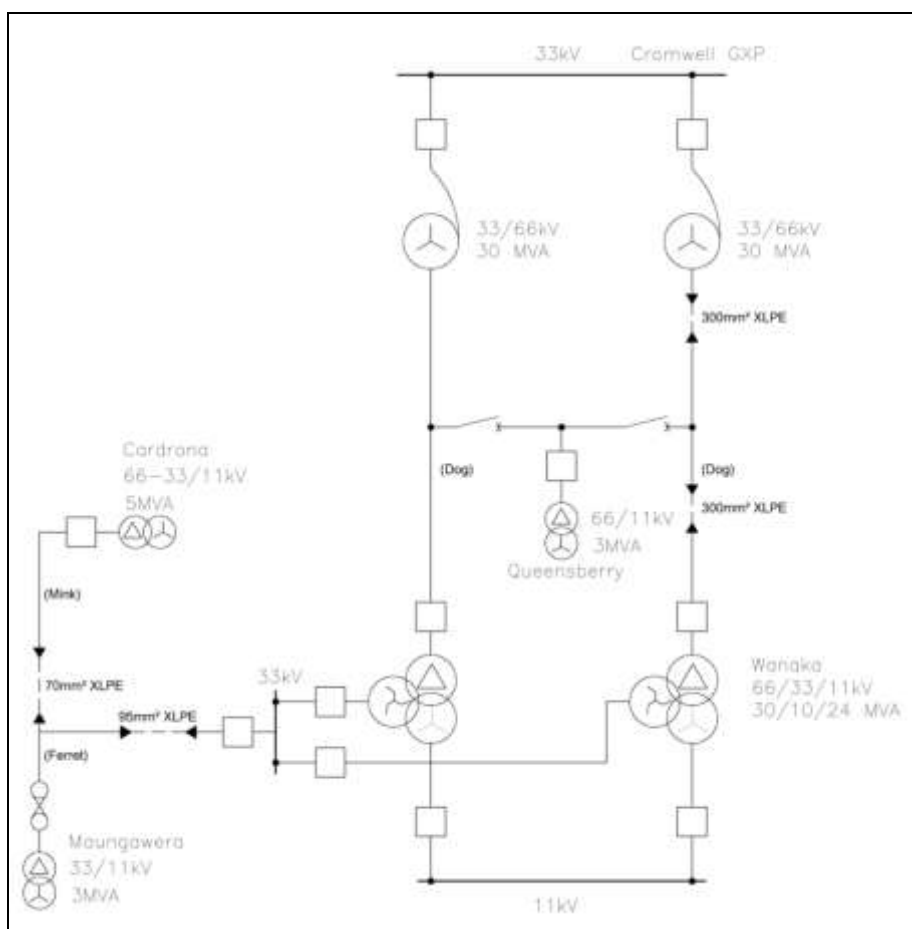 33kV Cromwell GXP
33/66kV
30 MVA
33/66kV
30 MVA
300mm² XLPE
Cardrona
66-33/11kV
5MVA
(Dog)
(Dog)
300mm² XLPE
66/11kV
3MVA
Queensberry
(Mink)
70mm² XLPE
33kV
95mm² XLPE
(Ferret)
Wanaka
66/33/11kV
30/10/24 MVA
Maungawera
33/11kV
3MVA
11kV